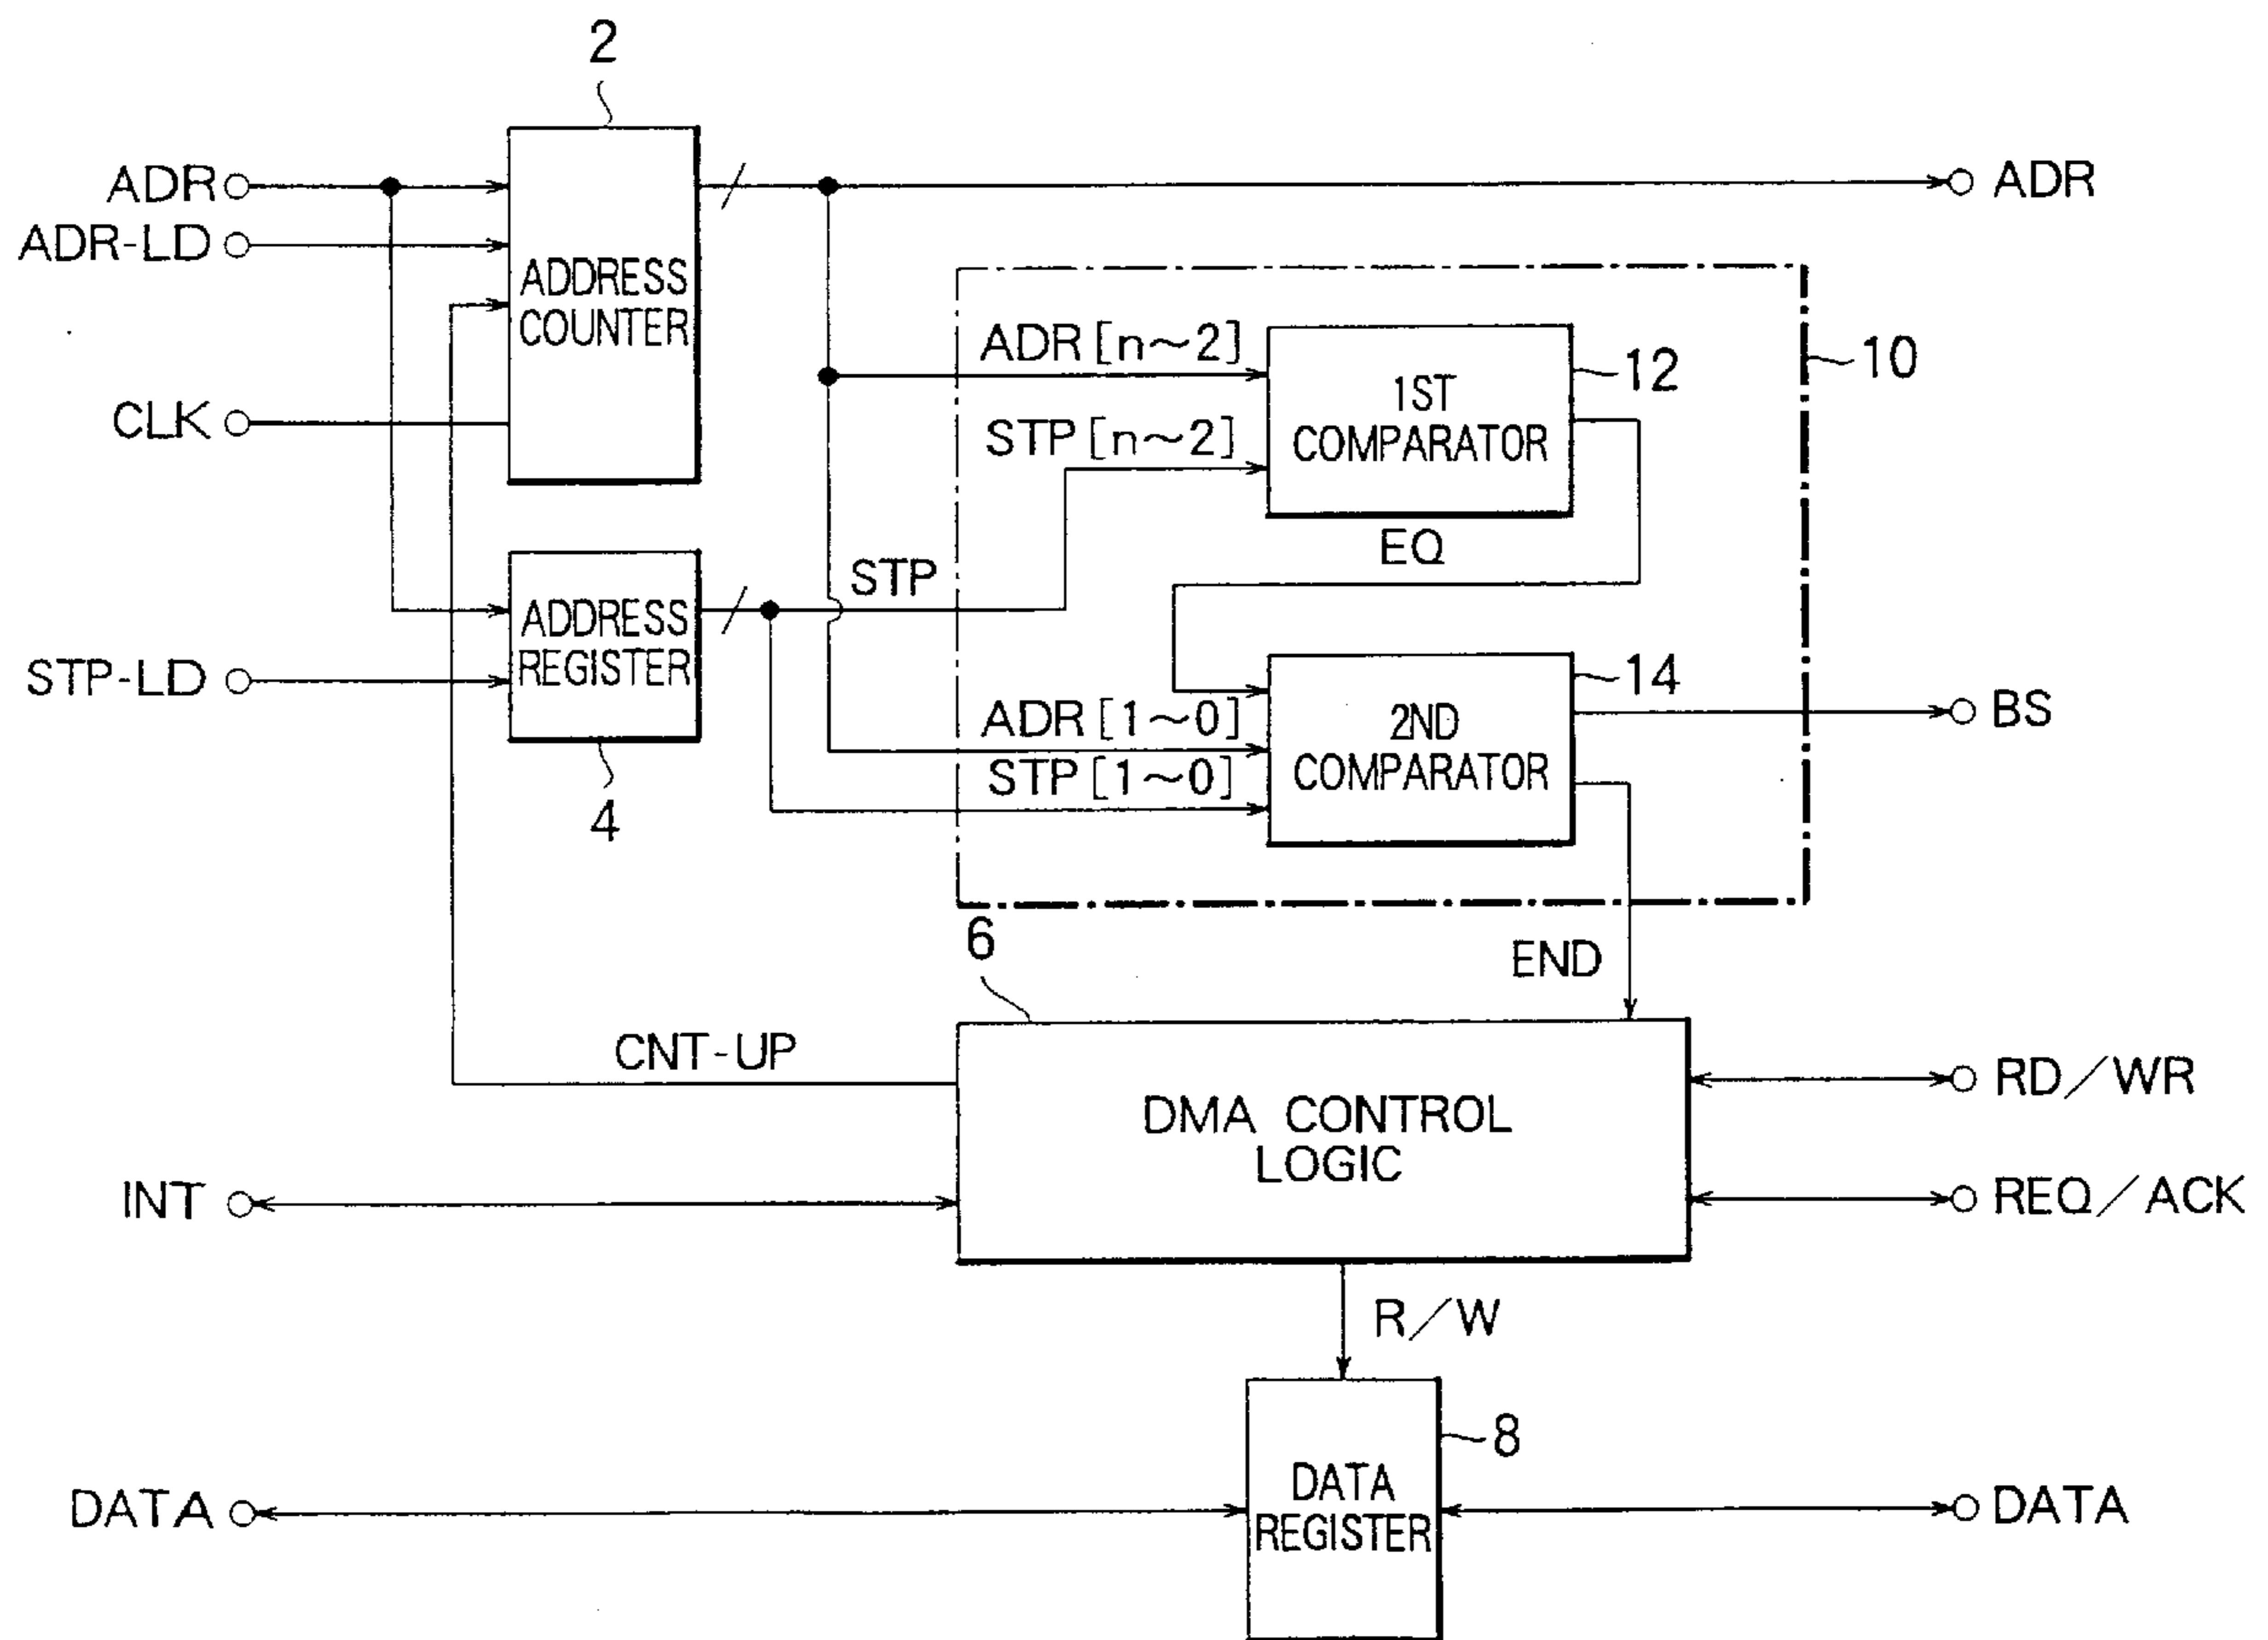 2
ADR
ADR
ADR-LD
ADDRESS
COUNTER
ADR[n~2]
1ST
COMPARATOR
12
10
CLK
STP[n~2]
EQ
STP
ADDRESS
REGISTER
STP-LD
4
ADR[1~0]
STP[1~0]
2ND
COMPARATOR
14
BS
6
END
CNT-UP
DMA CONTROL
LOGIC
RD/WR
INT
REQ/ACK
R/W
8
DATA
DATA
REGISTER
DATA